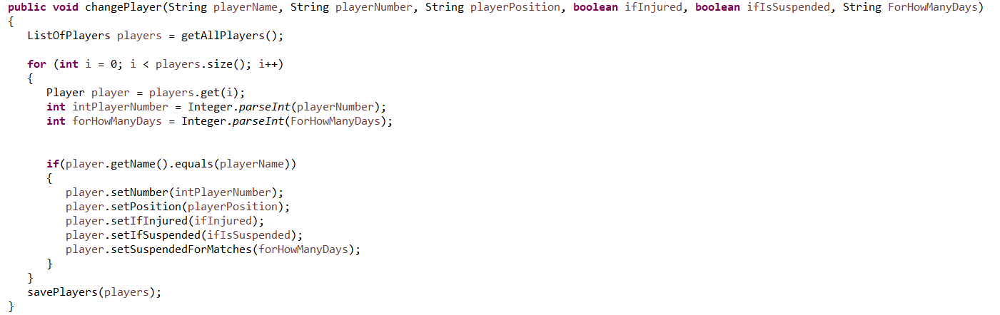 public void changePlayer(String playerName, String playerNumber, String playerPosition, boolean ifInjured, boolean ifIsSuspended, String ForHowManyDays)
{
   ListOfPlayers players = getAllPlayers();

   for (int i = 0; i < players.size(); i++)
   {
      Player player = players.get(i);
      int intPlayerNumber = Integer.parseInt(playerNumber);
      int forHowManyDays = Integer.parseInt(ForHowManyDays);


      if(player.getName().equals(playerName))
      {
         player.setNumber(intPlayerNumber);
         player.setPosition(playerPosition);
         player.setIfInjured(ifInjured);
         player.setIfSuspended(ifIsSuspended);
         player.setSuspendedForMatches(forHowManyDays);
      }
   }
   savePlayers(players);
}